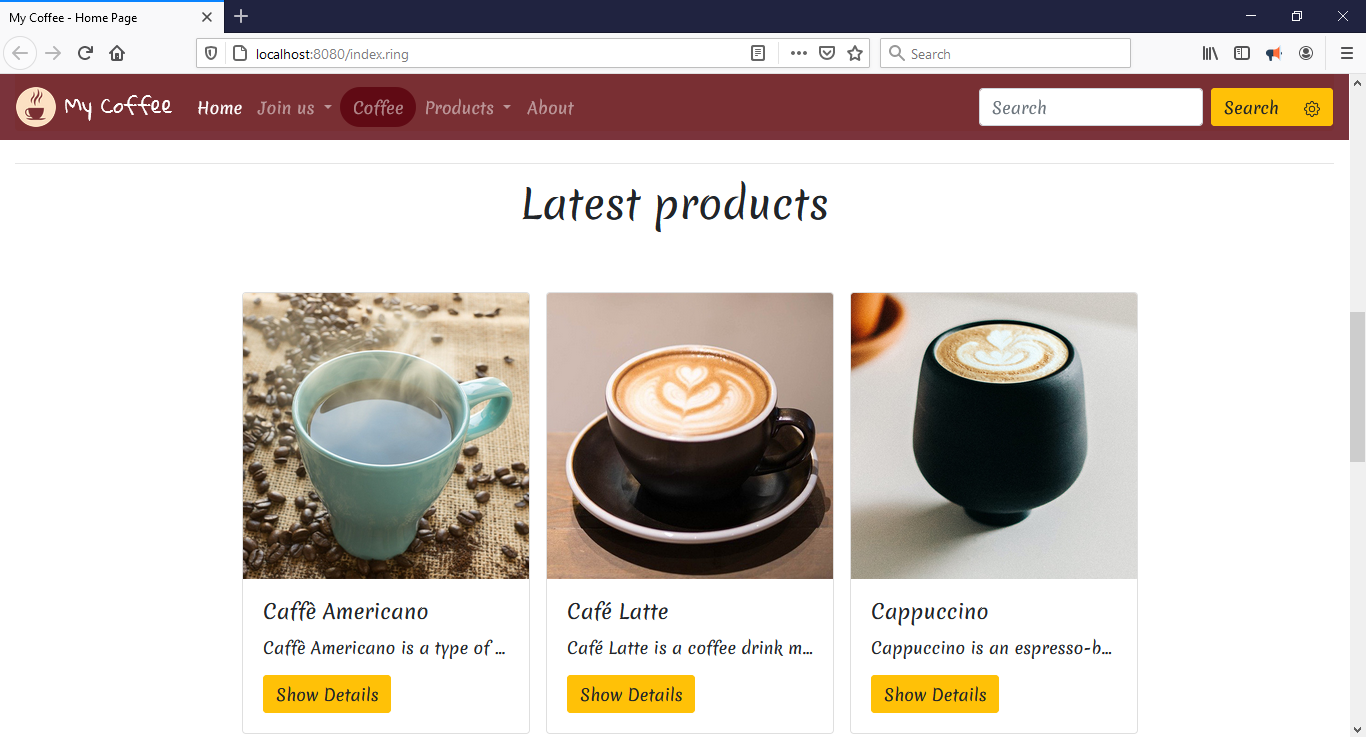 My Coffee - Home Page
localhost:8080/index.ring
Search
My Coffee
Home Join us Coffee Products About
Search
Search
Latest products
Caffè Americano
Caffè Americano is a type of ...
Show Details
Café Latte
Café Latte is a coffee drink m...
Show Details
Cappuccino
Cappuccino is an espresso-b...
Show Details